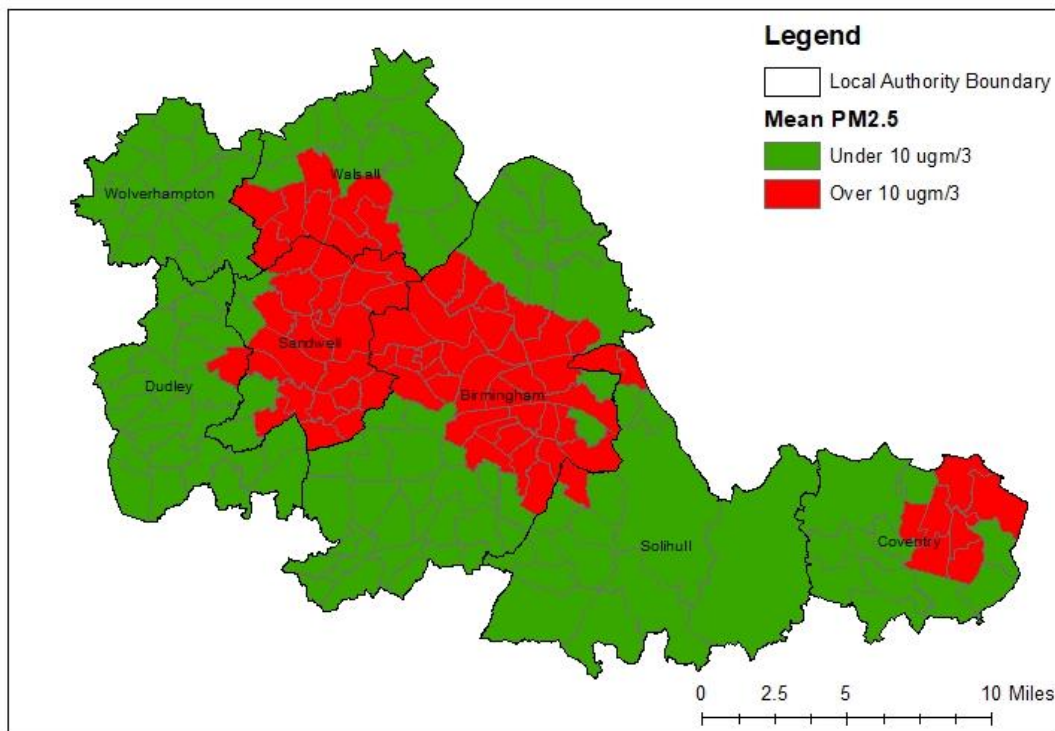 Legend
Local Authority Boundary
Mean PM2.5
Under 10 ugm/3
Over 10 ugm/3
Walsall
Wolverhampton
Sandwell
Dudley
Birmingham
Solihull
Coventry
0 2.5 5 10 Miles